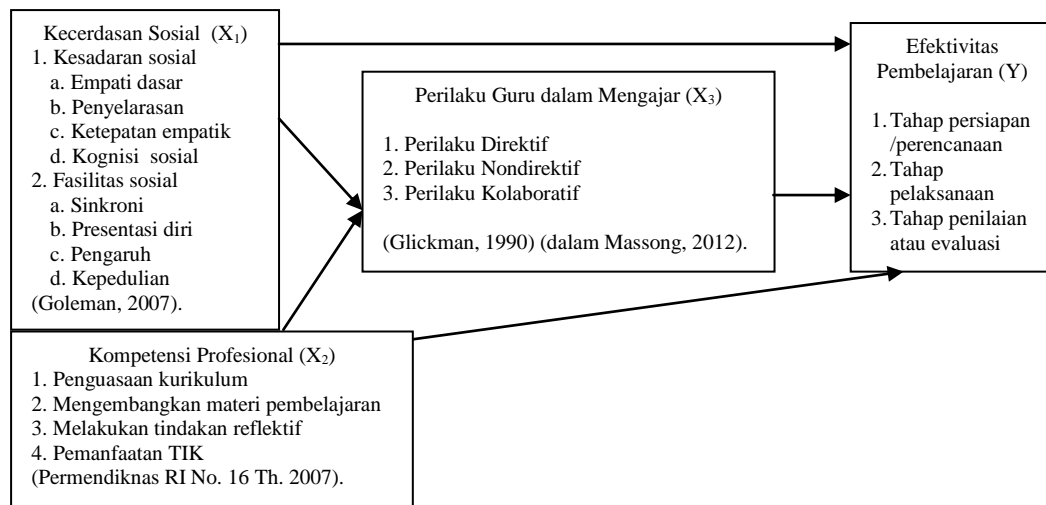 Kecerdasan Sosial (X₁)
1. Kesadaran sosial
a. Empati dasar
b. Penyelarasan
c. Ketepatan empatik
d. Kognisi sosial
2. Fasilitas sosial
a. Sinkroni
b. Presentasi diri
c. Pengaruh
d. Kepedulian
(Goleman, 2007).
Kompetensi Profesional (X₂)
1. Penguasaan kurikulum
2. Mengembangkan materi pembelajaran
3. Melakukan tindakan reflektif
4. Pemanfaatan TIK
(Permendiknas RI No. 16 Th. 2007).
Perilaku Guru dalam Mengajar (X₃)
1. Perilaku Direktif
2. Perilaku Nondirektif
3. Perilaku Kolaboratif
(Glickman, 1990) (dalam Massong, 2012).
Efektivitas
Pembelajaran (Y)
1. Tahap persiapan
/perencanaan
2. Tahap
pelaksanaan
3. Tahap penilaian
atau evaluasi